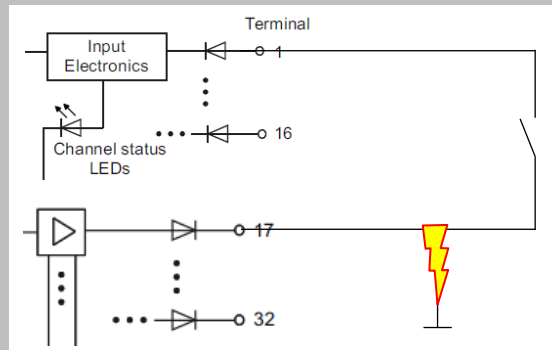 Terminal
Input
Electronics
1
16
Channel status
LEDs
17
32